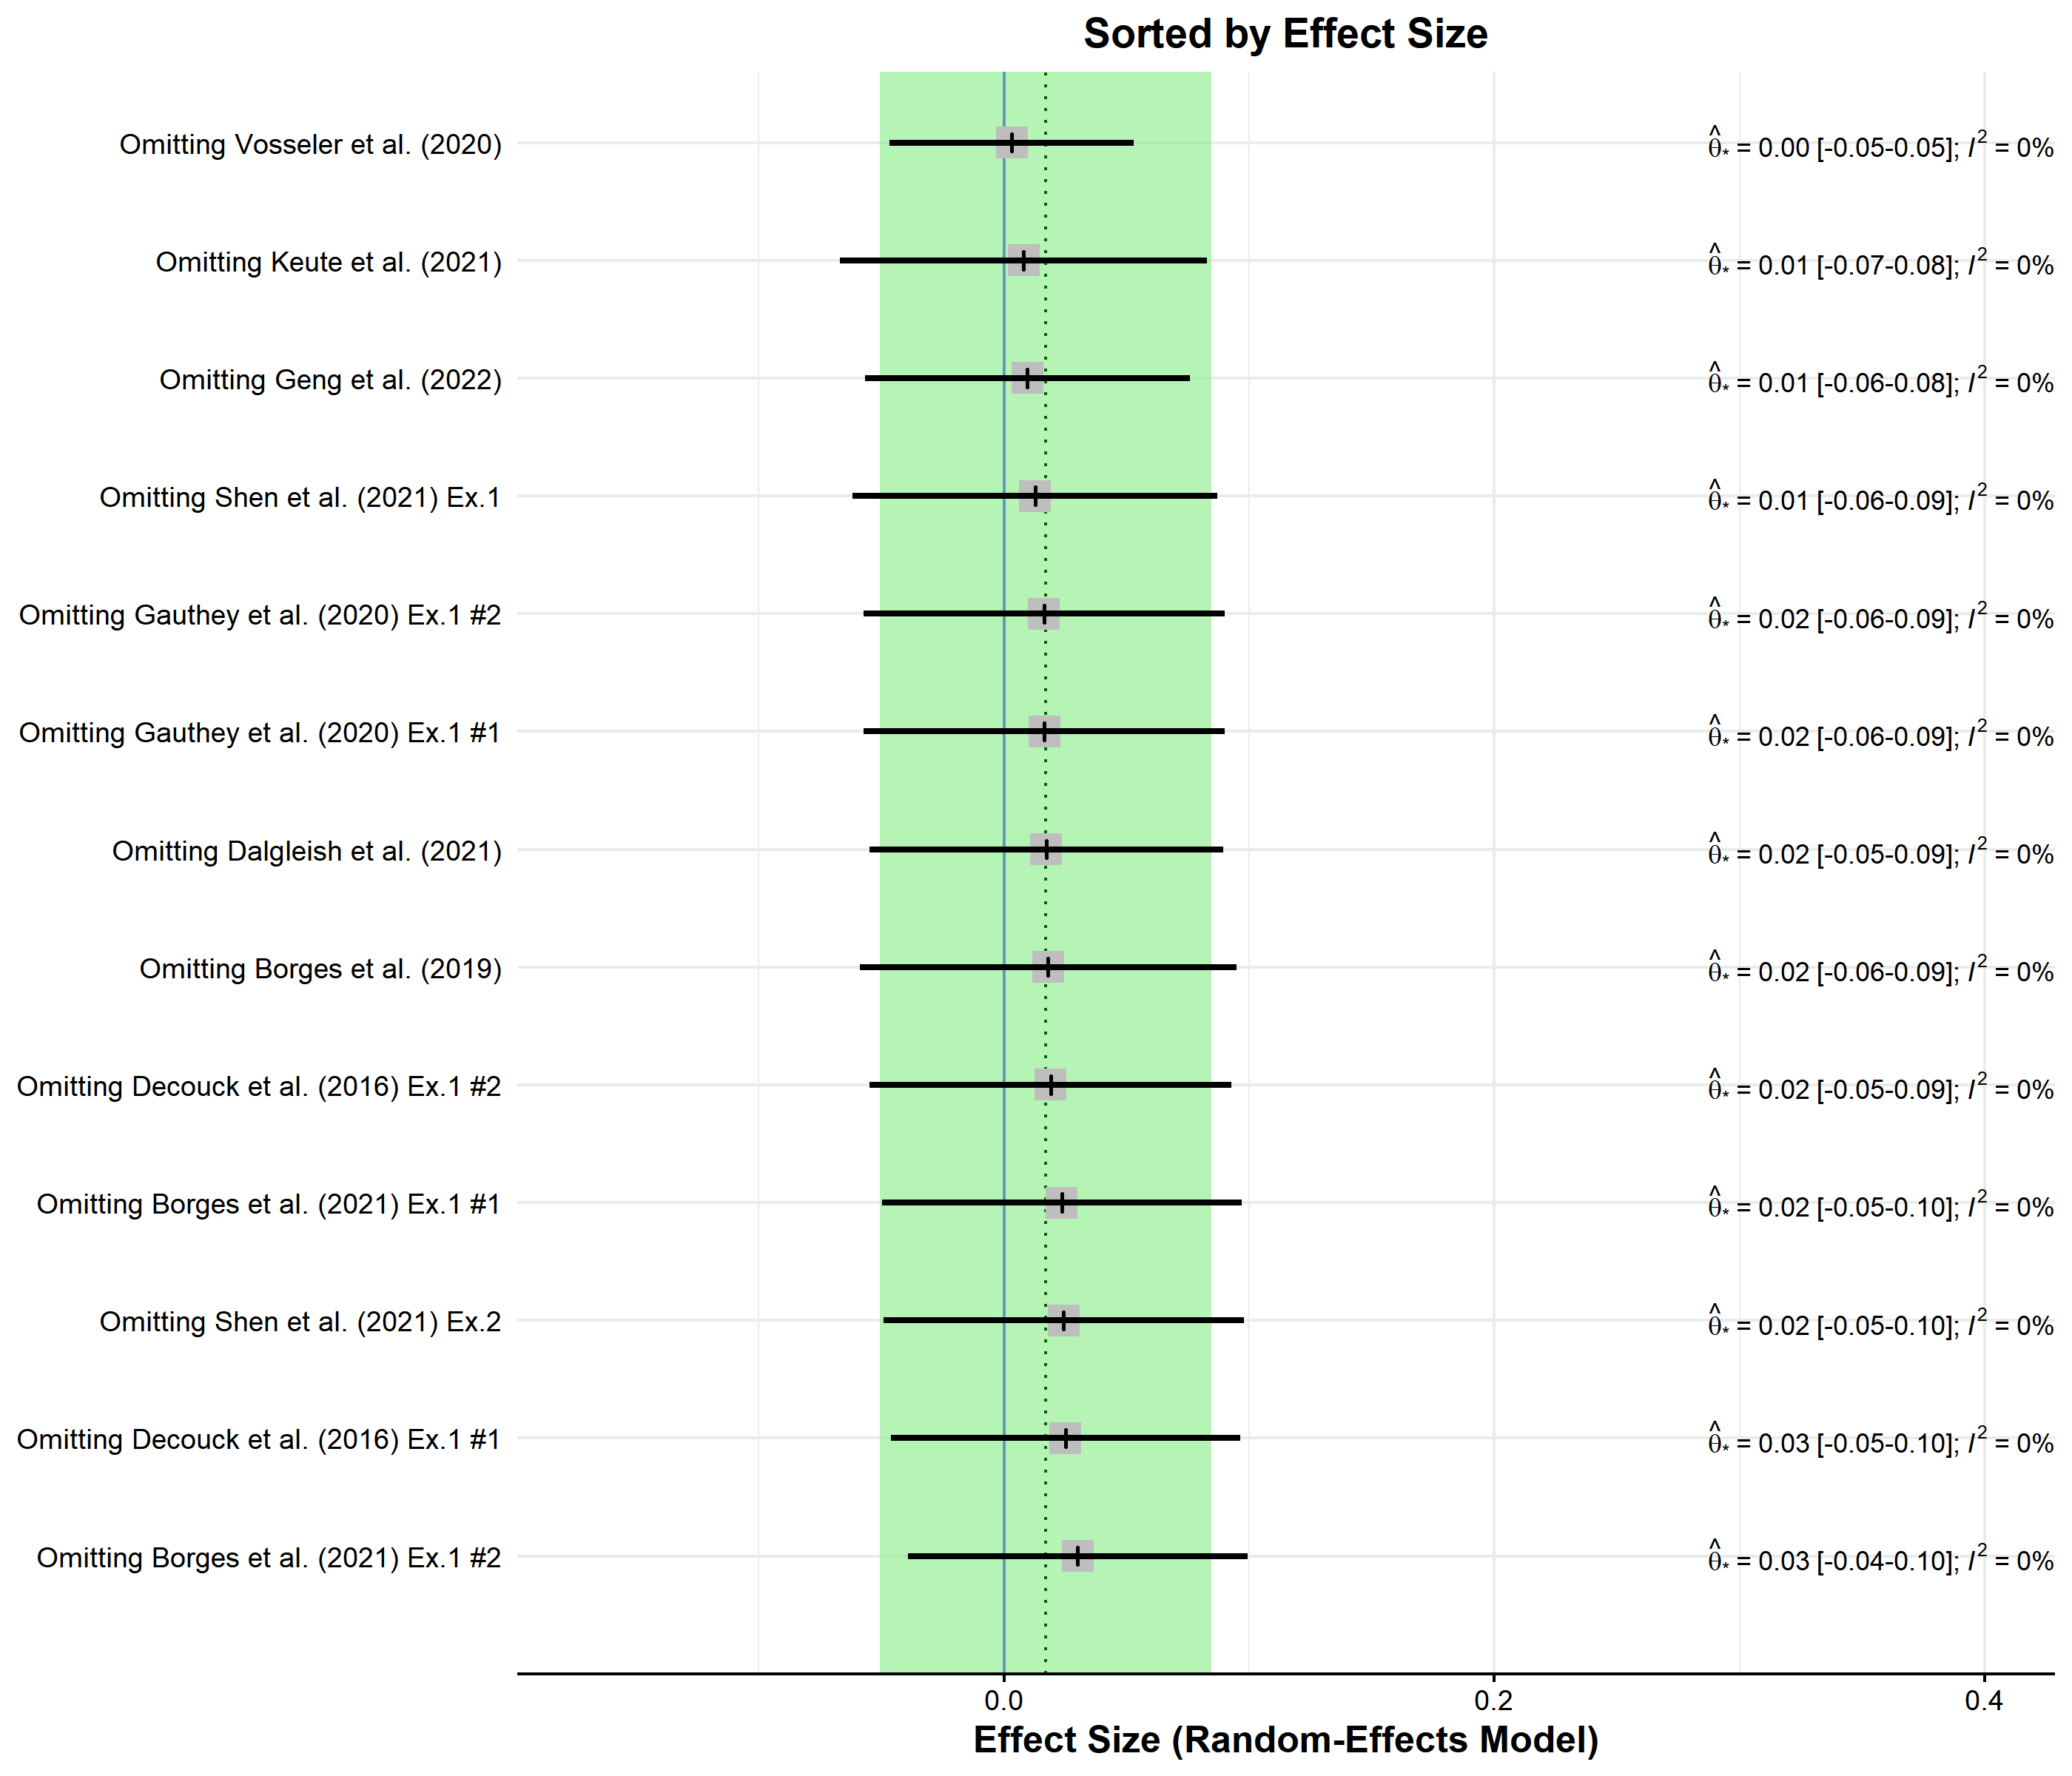 Sorted by Effect Size
Omitting Vosseler et al. (2020) θ̂* = 0.00 [-0.05-0.05]; I² = 0%
Omitting Keute et al. (2021) θ̂* = 0.01 [-0.07-0.08]; I² = 0%
Omitting Geng et al. (2022) θ̂* = 0.01 [-0.06-0.08]; I² = 0%
Omitting Shen et al. (2021) Ex.1 θ̂* = 0.01 [-0.06-0.09]; I² = 0%
Omitting Gauthey et al. (2020) Ex.1 #2 θ̂* = 0.02 [-0.06-0.09]; I² = 0%
Omitting Gauthey et al. (2020) Ex.1 #1 θ̂* = 0.02 [-0.06-0.09]; I² = 0%
Omitting Dalgleish et al. (2021) θ̂* = 0.02 [-0.05-0.09]; I² = 0%
Omitting Borges et al. (2019) θ̂* = 0.02 [-0.06-0.09]; I² = 0%
Omitting Decouck et al. (2016) Ex.1 #2 θ̂* = 0.02 [-0.05-0.09]; I² = 0%
Omitting Borges et al. (2021) Ex.1 #1 θ̂* = 0.02 [-0.05-0.10]; I² = 0%
Omitting Shen et al. (2021) Ex.2 θ̂* = 0.02 [-0.05-0.10]; I² = 0%
Omitting Decouck et al. (2016) Ex.1 #1 θ̂* = 0.03 [-0.05-0.10]; I² = 0%
Omitting Borges et al. (2021) Ex.1 #2 θ̂* = 0.03 [-0.04-0.10]; I² = 0%
0.0 0.2 0.4
Effect Size (Random-Effects Model)